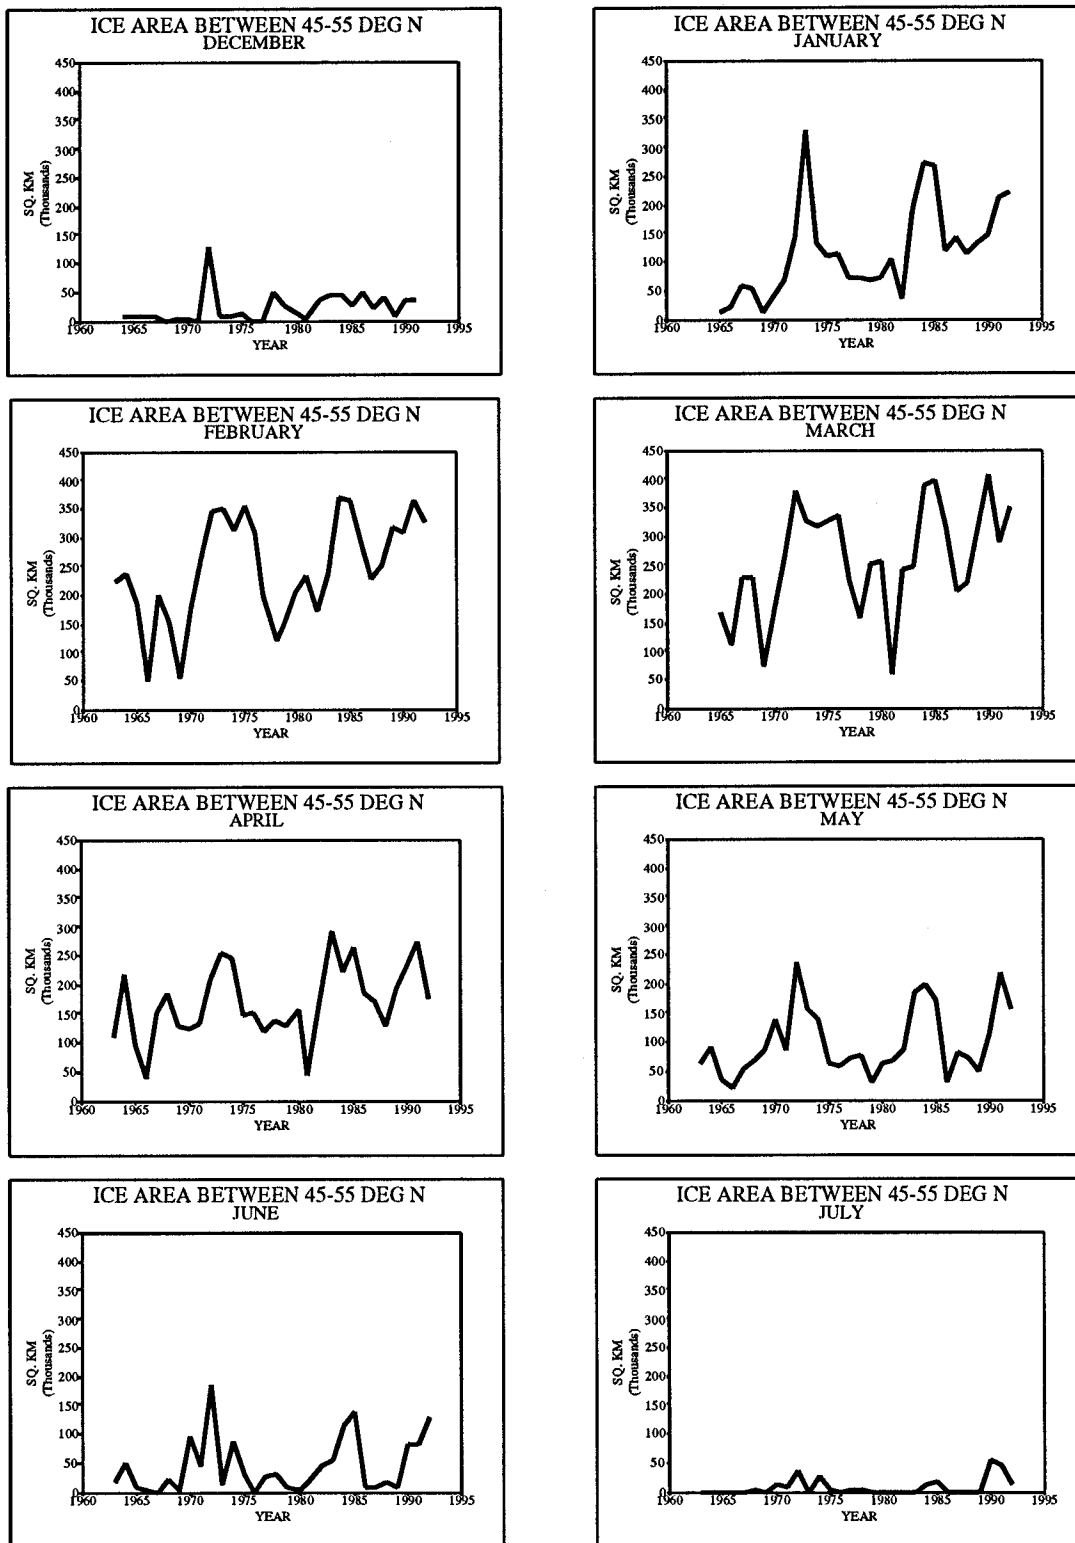 ICE AREA BETWEEN 45-55 DEG N
DECEMBER
450
400
350
300
250
200
150
100
50
0
SQ. KM
(Thousands)
1960 1965 1970 1975 1980 1985 1990 1995
YEAR
ICE AREA BETWEEN 45-55 DEG N
JANUARY
450
400
350
300
250
200
150
100
50
0
SQ. KM
(Thousands)
1960 1965 1970 1975 1980 1985 1990 1995
YEAR
ICE AREA BETWEEN 45-55 DEG N
FEBRUARY
450
400
350
300
250
200
150
100
50
0
SQ. KM
(Thousands)
1960 1965 1970 1975 1980 1985 1990 1995
YEAR
ICE AREA BETWEEN 45-55 DEG N
MARCH
450
400
350
300
250
200
150
100
50
0
SQ. KM
(Thousands)
1960 1965 1970 1975 1980 1985 1990 1995
YEAR
ICE AREA BETWEEN 45-55 DEG N
APRIL
450
400
350
300
250
200
150
100
50
0
SQ. KM
(Thousands)
1960 1965 1970 1975 1980 1985 1990 1995
YEAR
ICE AREA BETWEEN 45-55 DEG N
MAY
450
400
350
300
250
200
150
100
50
0
SQ. KM
(Thousands)
1960 1965 1970 1975 1980 1985 1990 1995
YEAR
ICE AREA BETWEEN 45-55 DEG N
JUNE
450
400
350
300
250
200
150
100
50
0
SQ. KM
(Thousands)
1960 1965 1970 1975 1980 1985 1990 1995
YEAR
ICE AREA BETWEEN 45-55 DEG N
JULY
450
400
350
300
250
200
150
100
50
0
SQ. KM
(Thousands)
1960 1965 1970 1975 1980 1985 1990 1995
YEAR